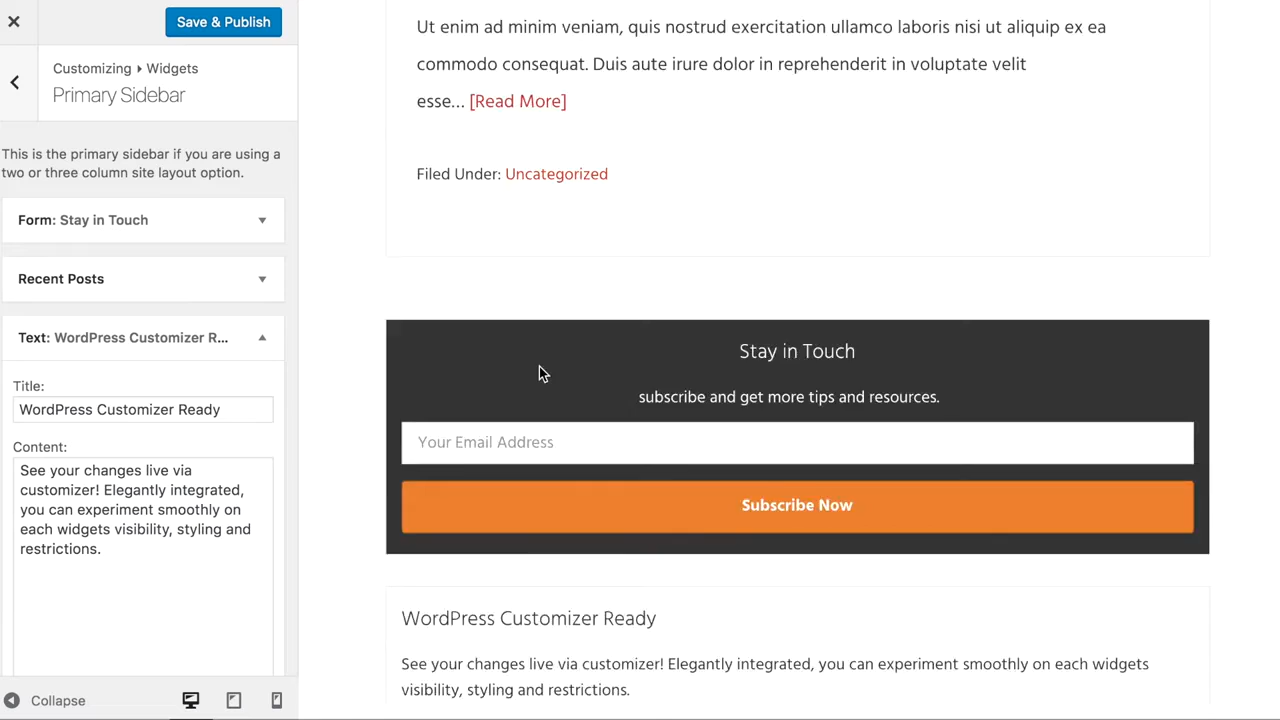 Save & Publish
Customizing ▸ Widgets
Primary Sidebar
This is the primary sidebar if you are using a
two or three column site layout option.
Form: Stay in Touch
Recent Posts
Text: WordPress Customizer R...
Title:
WordPress Customizer Ready
Content:
See your changes live via
customizer! Elegantly integrated,
you can experiment smoothly on
each widgets visibility, styling and
restrictions.
Collapse
Ut enim ad minim veniam, quis nostrud exercitation ullamco laboris nisi ut aliquip ex ea
commodo consequat. Duis aute irure dolor in reprehenderit in voluptate velit
esse… [Read More]
Filed Under: Uncategorized
Stay in Touch
subscribe and get more tips and resources.
Your Email Address
Subscribe Now
WordPress Customizer Ready
See your changes live via customizer! Elegantly integrated, you can experiment smoothly on each widgets
visibility, styling and restrictions.